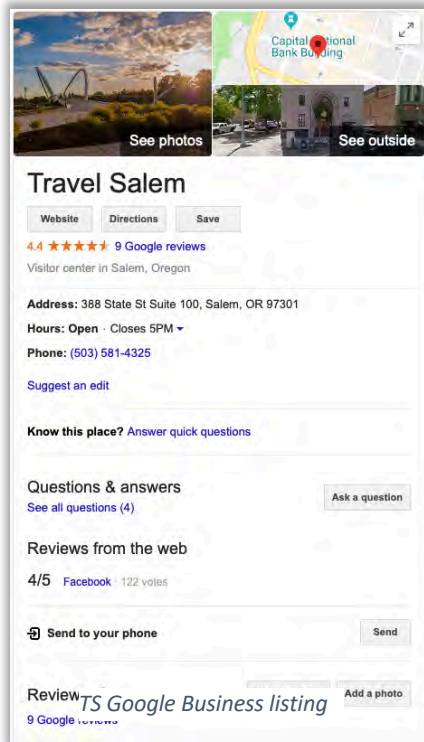 Capital National
Bank Building
See photos
See outside
Travel Salem
Website
Directions
Save
4.4 ★★★★★ 9 Google reviews
Visitor center in Salem, Oregon
Address: 388 State St Suite 100, Salem, OR 97301
Hours: Open · Closes 5PM
Phone: (503) 581-4325
Suggest an edit
Know this place? Answer quick questions
Questions & answers
Ask a question
See all questions (4)
Reviews from the web
4/5 Facebook · 122 votes
Send to your phone
Send
Review
TS Google Business listing
Add a photo
9 Google reviews